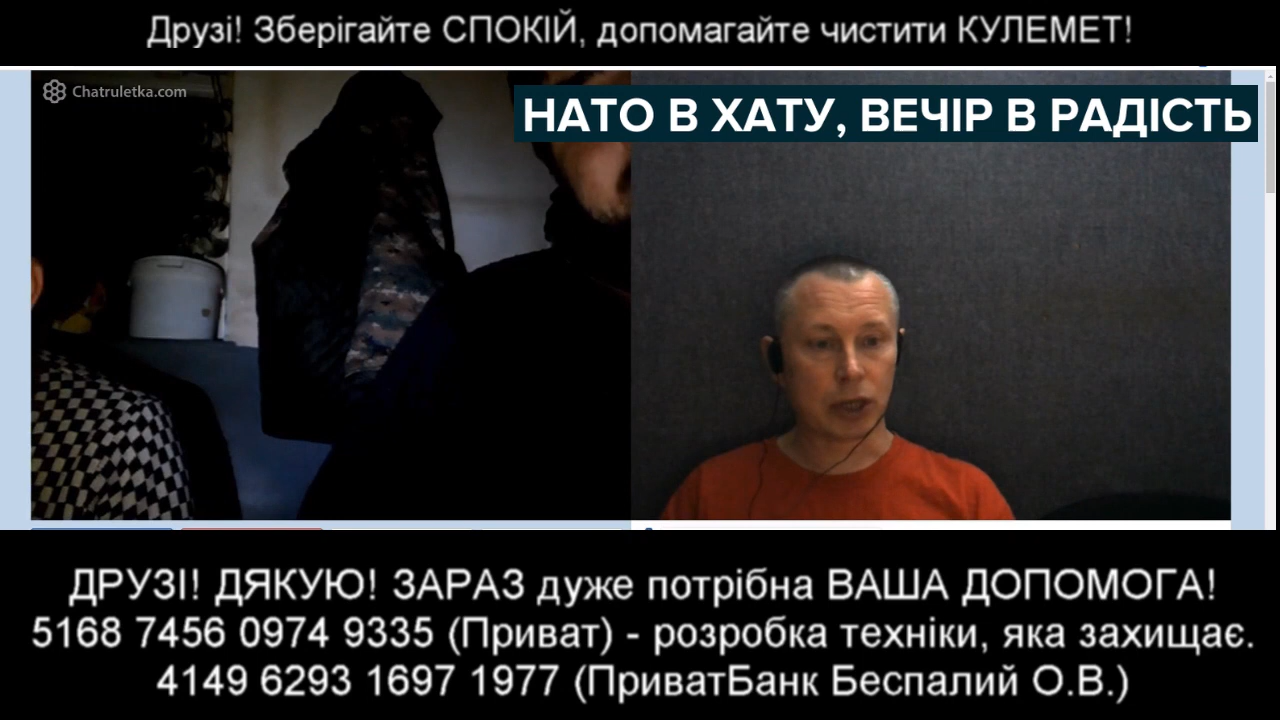 Друзі! Зберігайте СПОКІЙ, допомагайте чистити КУЛЕМЕТ!
Chatruletka.com
НАТО В ХАТУ, ВЕЧІР В РАДІСТЬ
ДРУЗІ! ДЯКУЮ! ЗАРАЗ дуже потрібна ВАША ДОПОМОГА!
5168 7456 0974 9335 (Приват) - розробка техніки, яка захищає.
4149 6293 1697 1977 (ПриватБанк Беспалий О.В.)